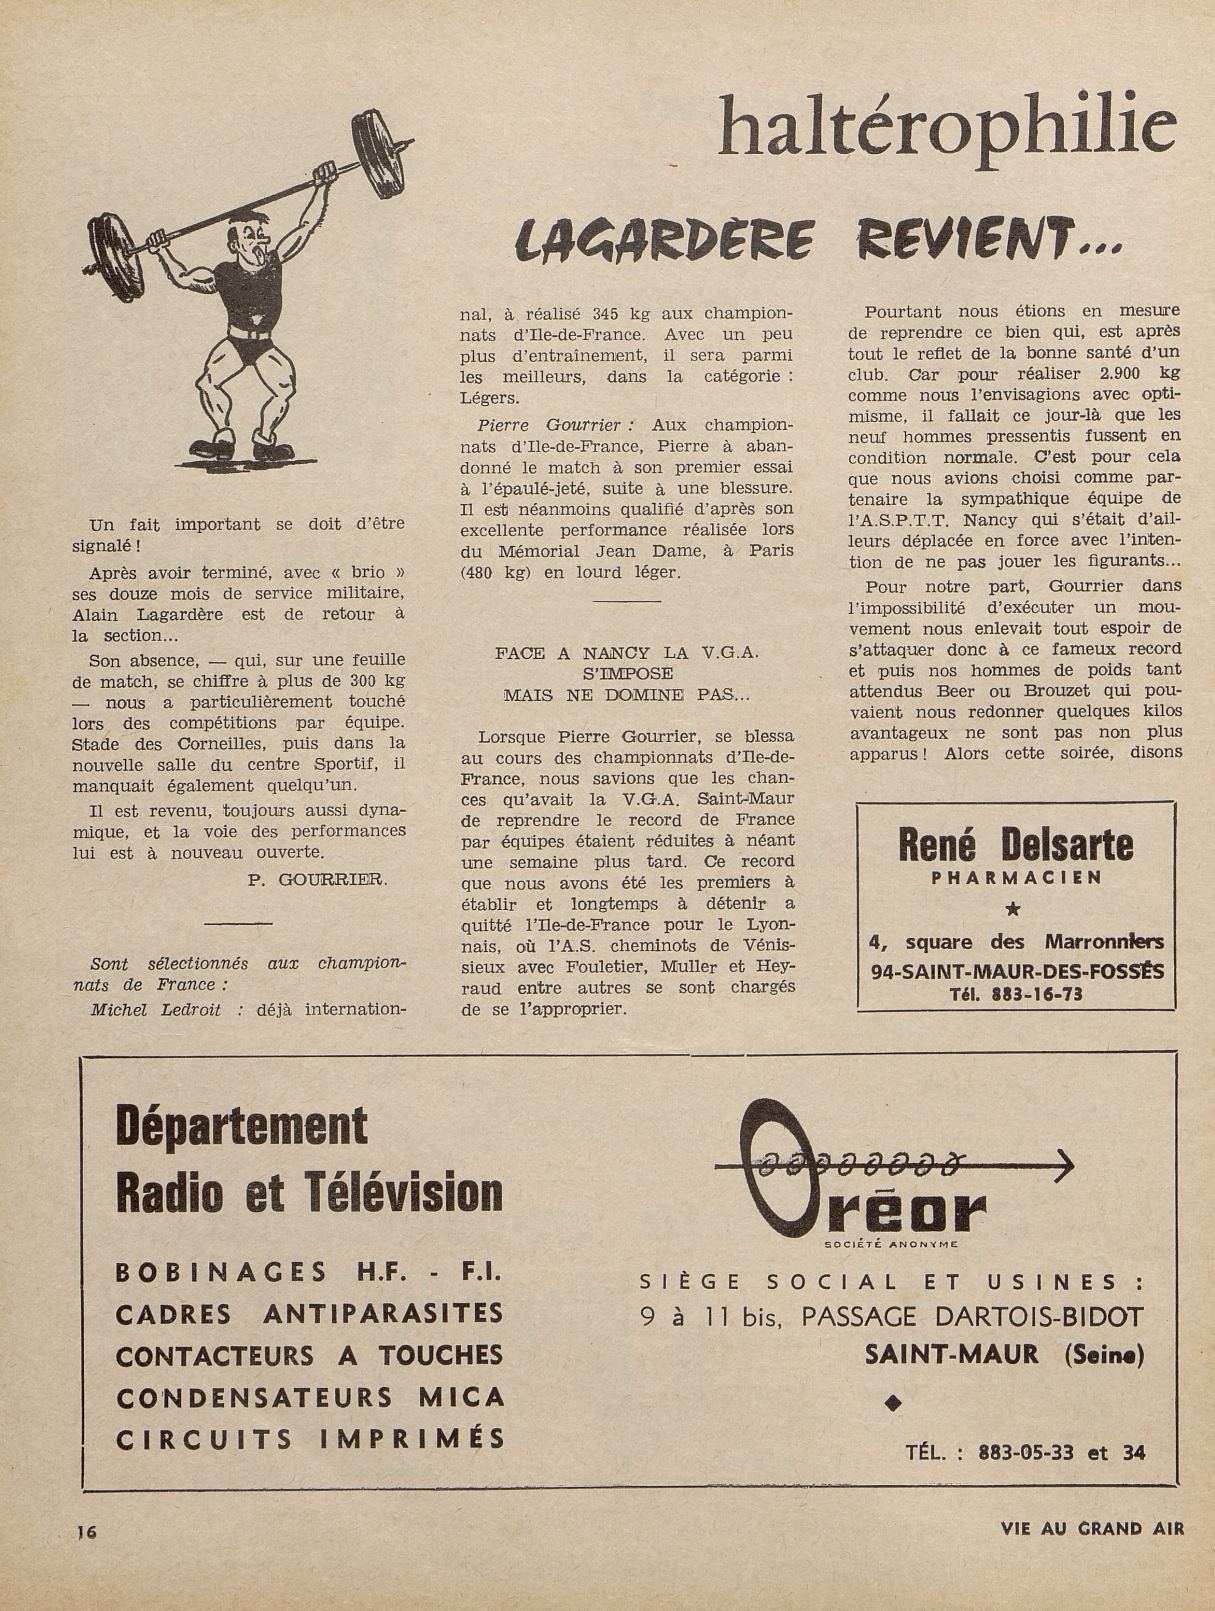 haltérophilie
LAGARDÈRE REVIENT...
Un fait important se doit d'être
signalé !
Après avoir terminé, avec « brio »
ses douze mois de service militaire,
Alain Lagardère est de retour à
la section...
Son absence, — qui, sur une feuille
de match, se chiffre à plus de 300 kg
— nous a particulièrement touché
lors des compétitions par équipe.
Stade des Corneilles, puis dans la
nouvelle salle du centre Sportif, il
manquait également quelqu'un.
Il est revenu, toujours aussi dyna-
mique, et la voie des performances
lui est à nouveau ouverte.
P. GOURRIER.
Sont sélectionnés aux champion-
nats de France :
Michel Ledroit : déjà internation-
nal, à réalisé 345 kg aux champion-
nats d'Ile-de-France. Avec un peu
plus d'entraînement, il sera parmi
les meilleurs, dans la catégorie :
Légers.
Pierre Gourrier : Aux champion-
nats d'Ile-de-France, Pierre à aban-
donné le match à son premier essai
à l'épaulé-jeté, suite à une blessure.
Il est néanmoins qualifié d'après son
excellente performance réalisée lors
du Mémorial Jean Dame, à Paris
(480 kg) en lourd léger.
FACE A NANCY LA V.G.A.
S'IMPOSE
MAIS NE DOMINE PAS...
Lorsque Pierre Gourrier, se blessa
au cours des championnats d'Ile-de-
France, nous savions que les chan-
ces qu'avait la V.G.A. Saint-Maur
de reprendre le record de France
par équipes étaient réduites à néant
une semaine plus tard. Ce record
que nous avons été les premiers à
établir et longtemps à détenir a
quitté l'Ile-de-France pour le Lyon-
nais, où l'A.S. cheminots de Vénis-
sieux avec Fouletier, Muller et Hey-
raud entre autres se sont chargés
de se l'approprier.
Pourtant nous étions en mesure
de reprendre ce bien qui, est après
tout le reflet de la bonne santé d'un
club. Car pour réaliser 2.900 kg
comme nous l'envisagions avec opti-
misme, il fallait ce jour-là que les
neuf hommes pressentis fussent en
condition normale. C'est pour cela
que nous avions choisi comme par-
tenaire la sympathique équipe de
l'A.S.P.T.T. Nancy qui s'était d'ail-
leurs déplacée en force avec l'inten-
tion de ne pas jouer les figurants...
Pour notre part, Gourrier dans
l'impossibilité d'exécuter un mou-
vement nous enlevait tout espoir de
s'attaquer donc à ce fameux record
et puis nos hommes de poids tant
attendus Beer ou Brouzet qui pou-
vaient nous redonner quelques kilos
avantageux ne sont pas non plus
apparus ! Alors cette soirée, disons
René Delsarte
PHARMACIEN
4, square des Marronniers
94-SAINT-MAUR-DES-FOSSÉS
Tél. 883-16-73
Département
Radio et Télévision
BOBINAGES H.F. - F.I.
CADRES ANTIPARASITES
CONTACTEURS A TOUCHES
CONDENSATEURS MICA
CIRCUITS IMPRIMÉS
Oréor
SOCIÉTÉ ANONYME
SIÈGE SOCIAL ET USINES :
9 à 11 bis, PASSAGE DARTOIS-BIDOT
SAINT-MAUR (Seine)
TÉL. : 883-05-33 et 34
16
VIE AU GRAND AIR